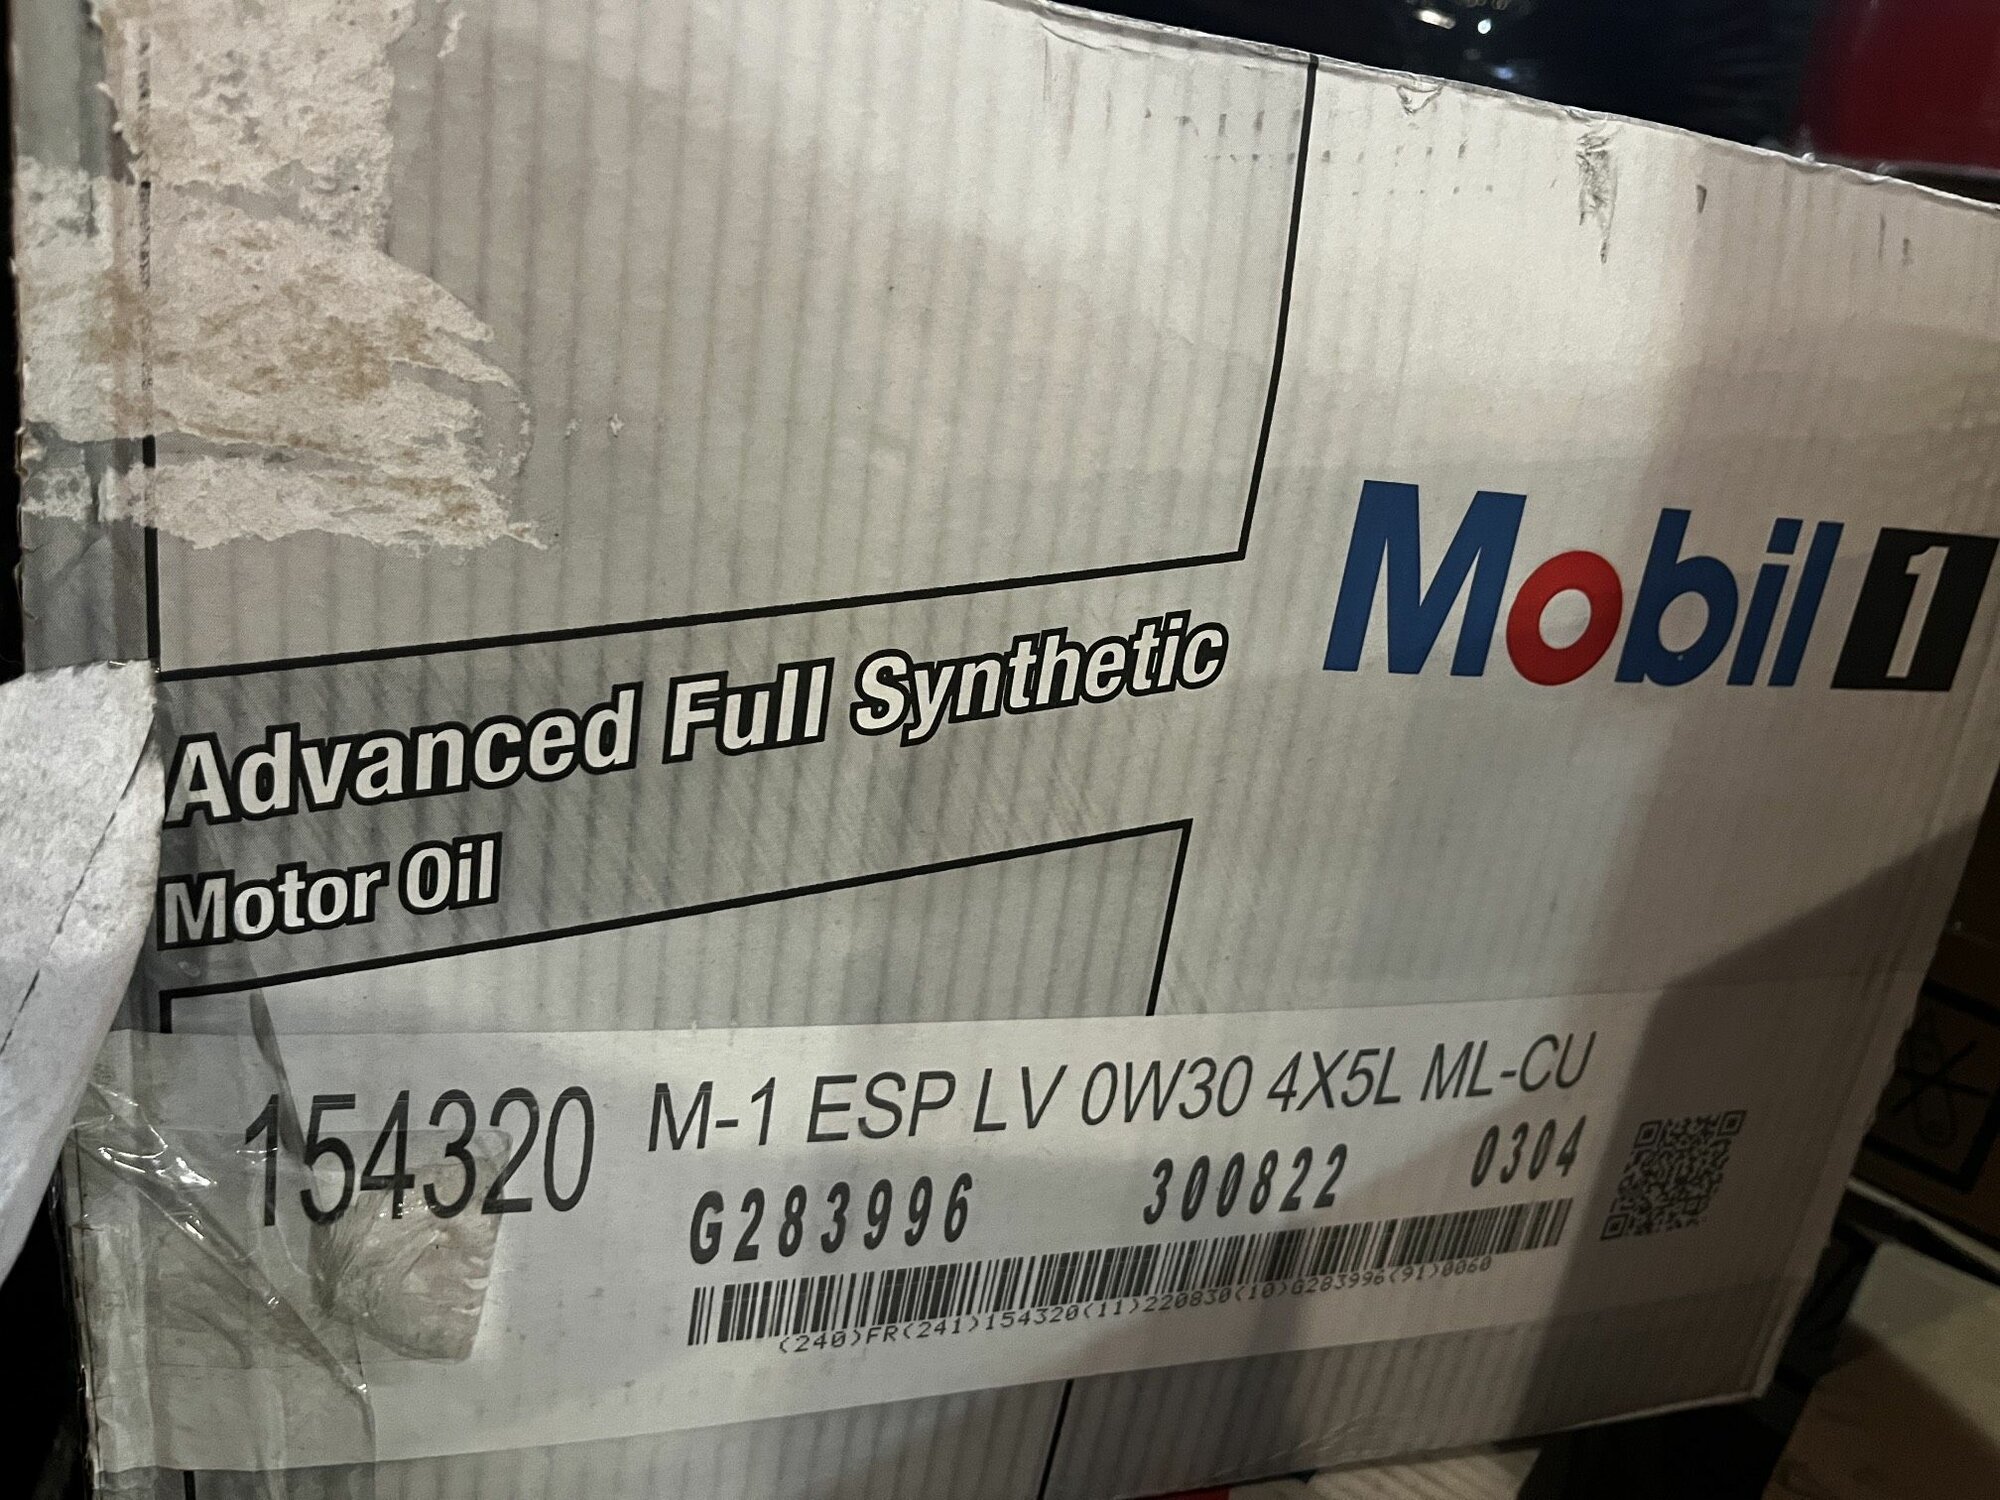 Mobil 1
Advanced Full Synthetic
Motor Oil
154320
M-1 ESP LV 0W30 4X5L ML-CU
G283996 300822 0304
(240)FR(241)154320(11)220830(10)G283996(91)0060